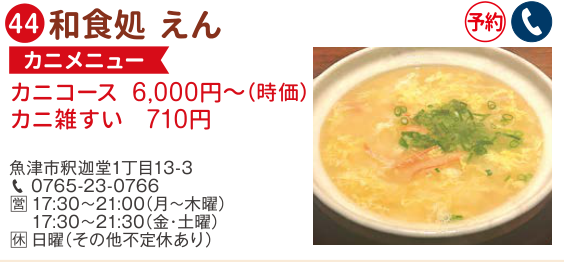 44 和食処 えん
予約
カニメニュー
カニコース 6,000円〜(時価)
カニ雑すい 710円
魚津市釈迦堂1丁目13-3
0765-23-0766
営 17:30〜21:00(月〜木曜)
17:30〜21:30(金・土曜)
休 日曜(その他不定休あり)